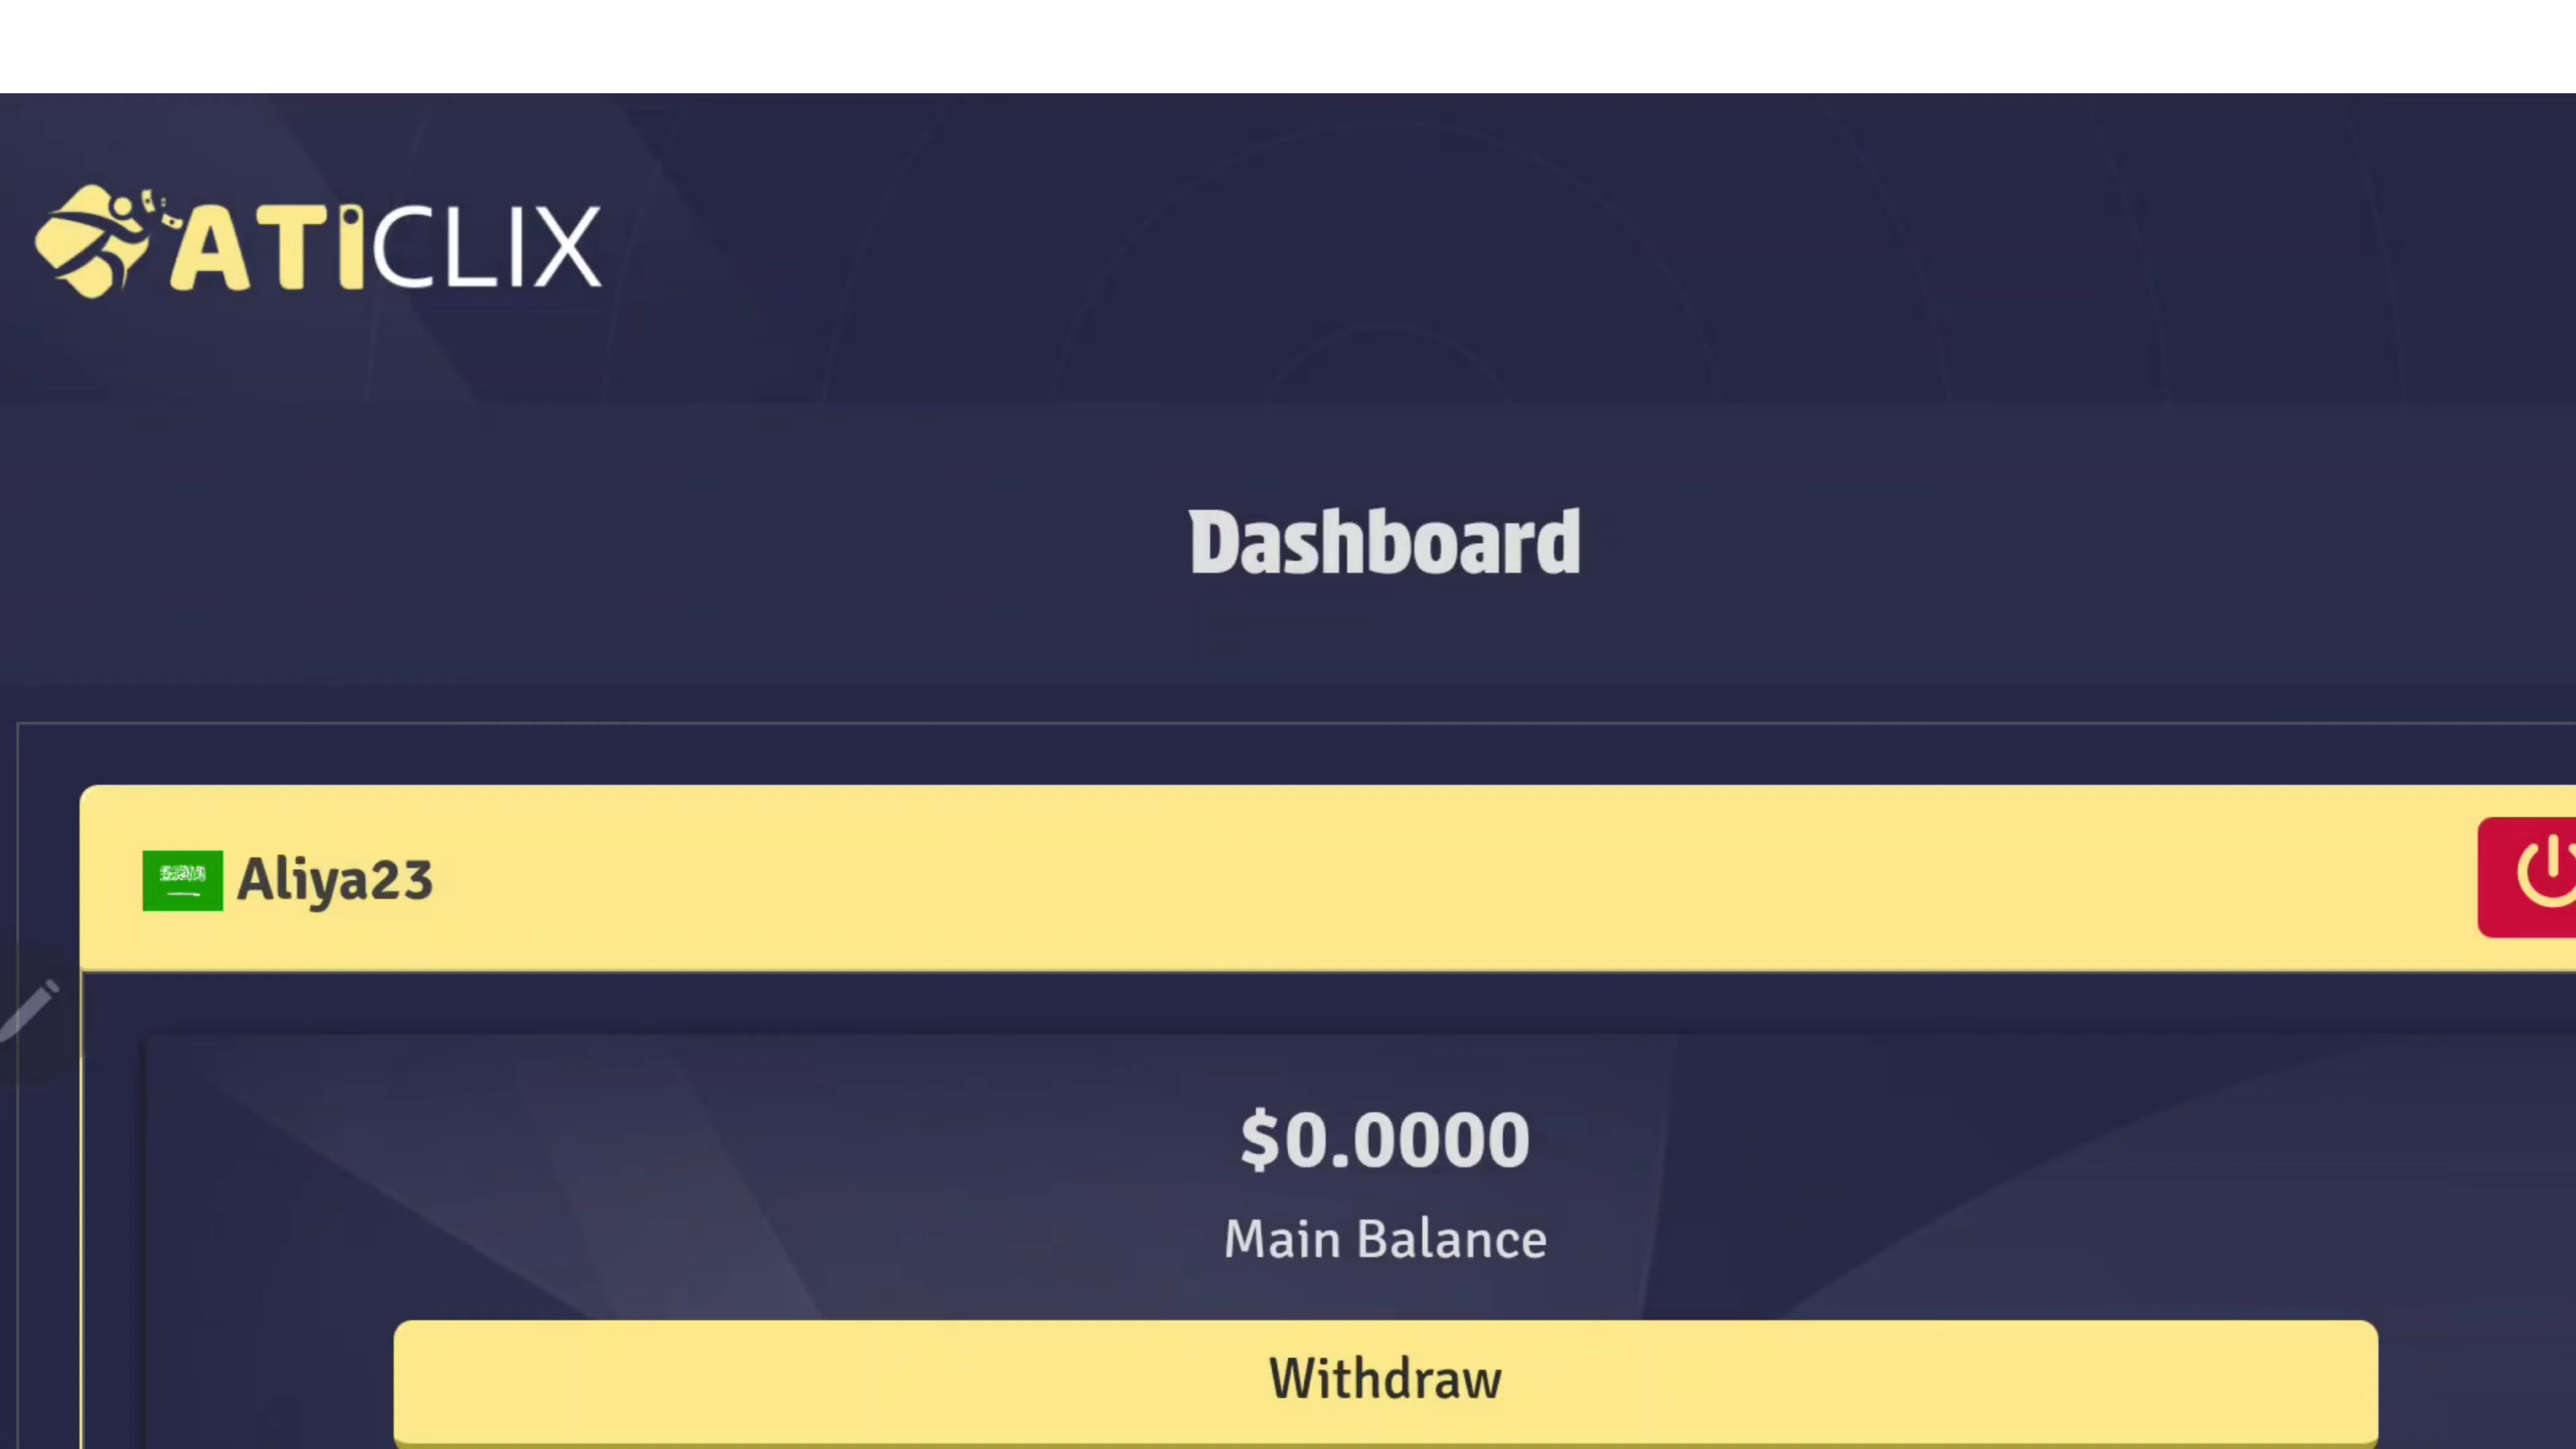 ATICLIX
Dashboard
Aliya23
$0.0000
Main Balance
Withdraw